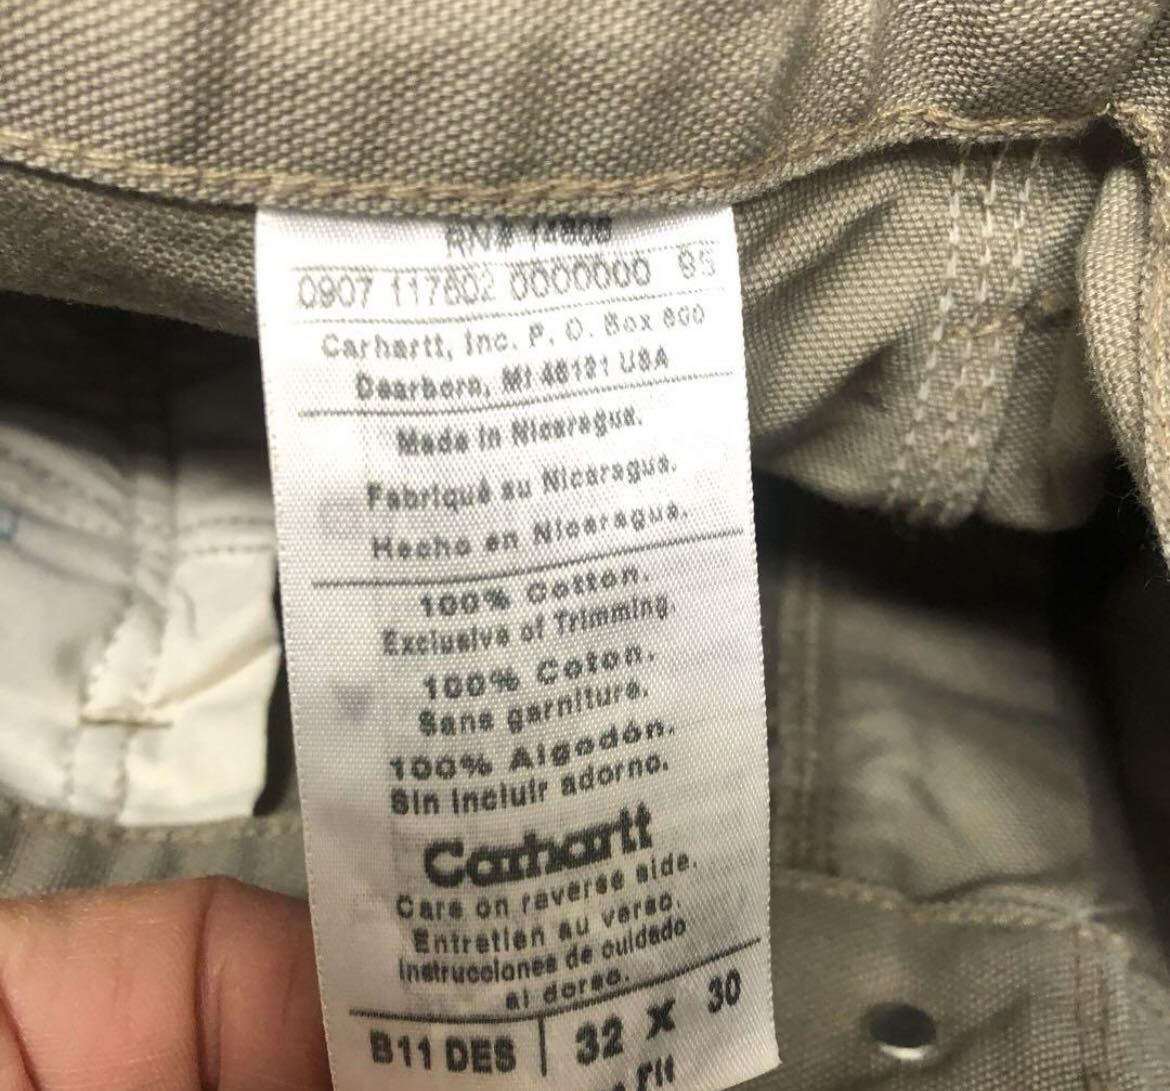 RN# 14806
0907 117602 0000000 95
Carhartt, Inc. P. O. Box 600
Dearborn, MI 48121 USA
Made in Nicaragua.
Fabriqué au Nicaragua.
Hecho en Nicaragua.
100% Cotton.
Exclusive of Trimming.
100% Coton.
Sans garniture.
100% Algodón.
Sin incluir adorno.
Carhartt
Care on reverse side.
Entretien au verso.
Instrucciones de cuidado
al dorso.
B11 DES | 32 X 30
Fit